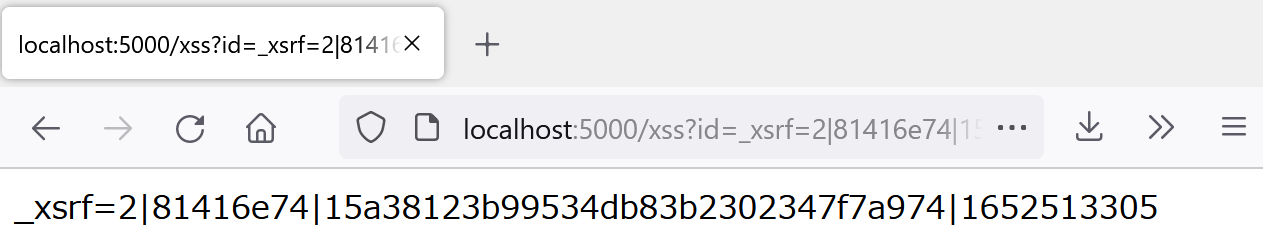 localhost:5000/xss?id=_xsrf=2|81416
localhost:5000/xss?id=_xsrf=2|81416e74|15
_xsrf=2|81416e74|15a38123b99534db83b2302347f7a974|1652513305